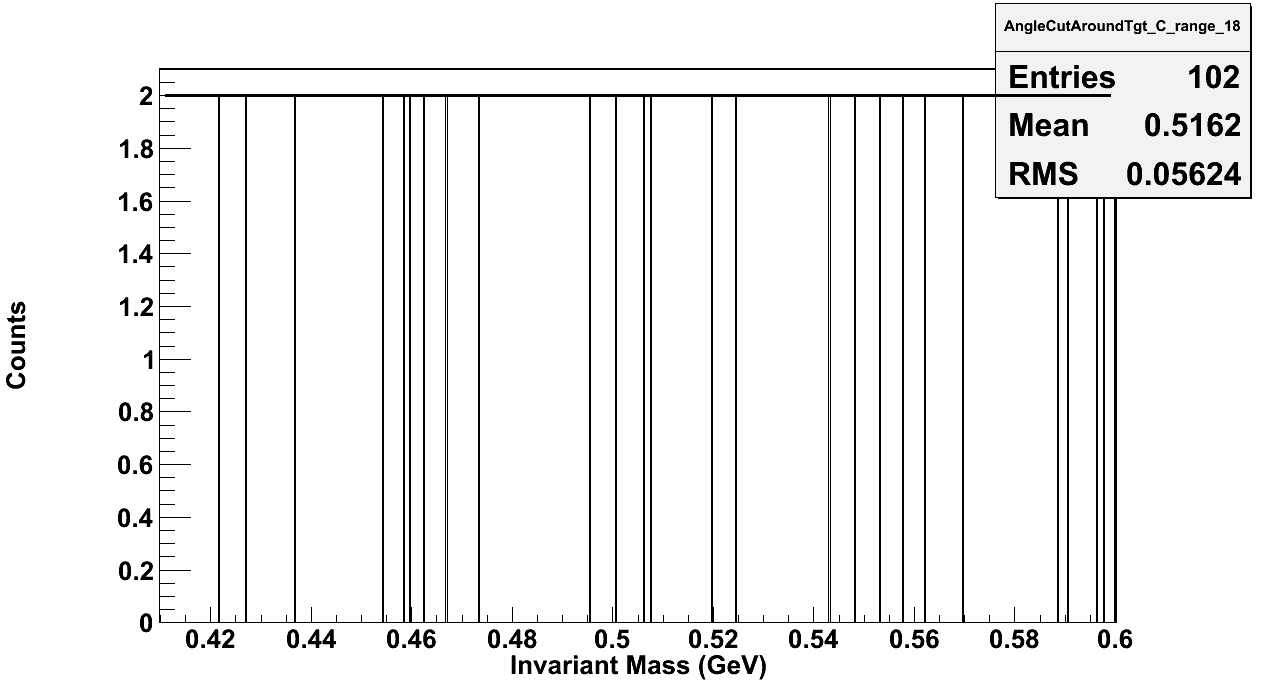 AngleCutAroundTgt_C_range_18
Entries 102
Mean 0.5162
RMS 0.05624
2
1.8
1.6
1.4
1.2
1
0.8
0.6
0.4
0.2
0
Counts
0.42 0.44 0.46 0.48 0.5 0.52 0.54 0.56 0.58 0.6
Invariant Mass (GeV)